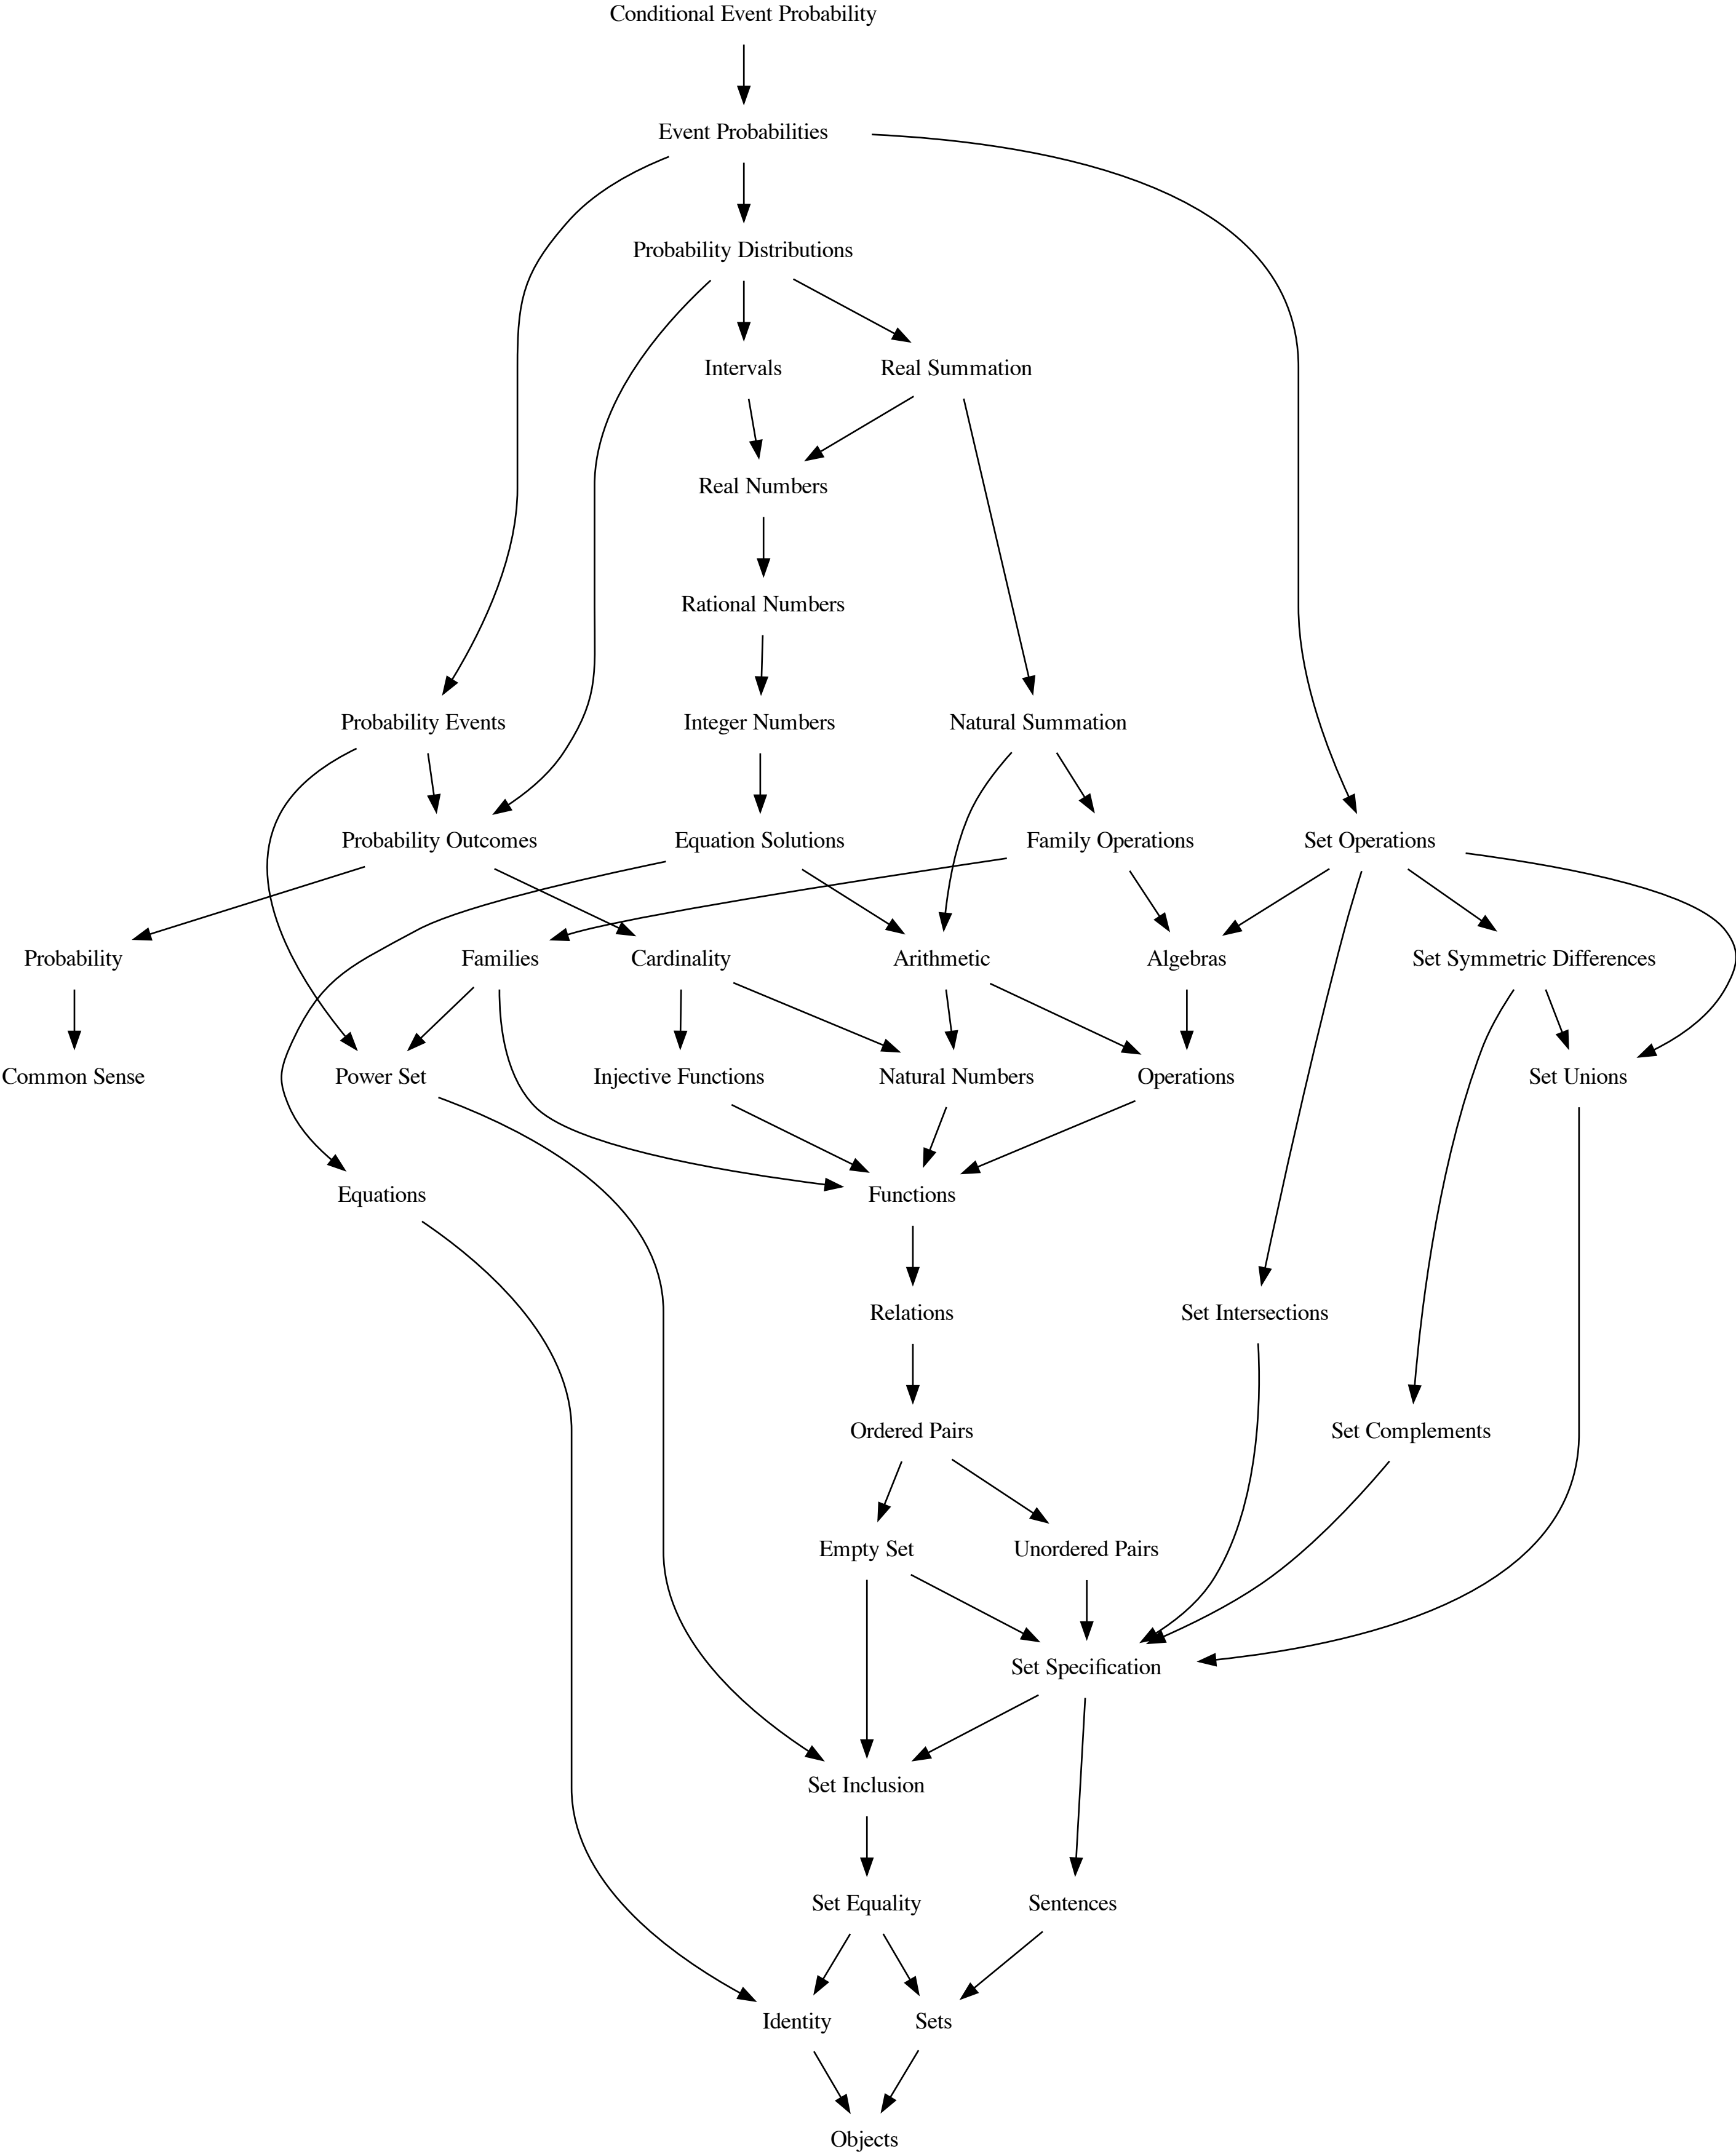 Conditional Event Probability
Event Probabilities
Probability Distributions
Intervals
Real Summation
Real Numbers
Rational Numbers
Probability Events
Integer Numbers
Natural Summation
Probability Outcomes
Equation Solutions
Family Operations
Set Operations
Probability
Families
Cardinality
Arithmetic
Algebras
Set Symmetric Differences
Common Sense
Power Set
Injective Functions
Natural Numbers
Operations
Set Unions
Equations
Functions
Relations
Set Intersections
Ordered Pairs
Set Complements
Empty Set
Unordered Pairs
Set Specification
Set Inclusion
Set Equality
Sentences
Identity
Sets
Objects